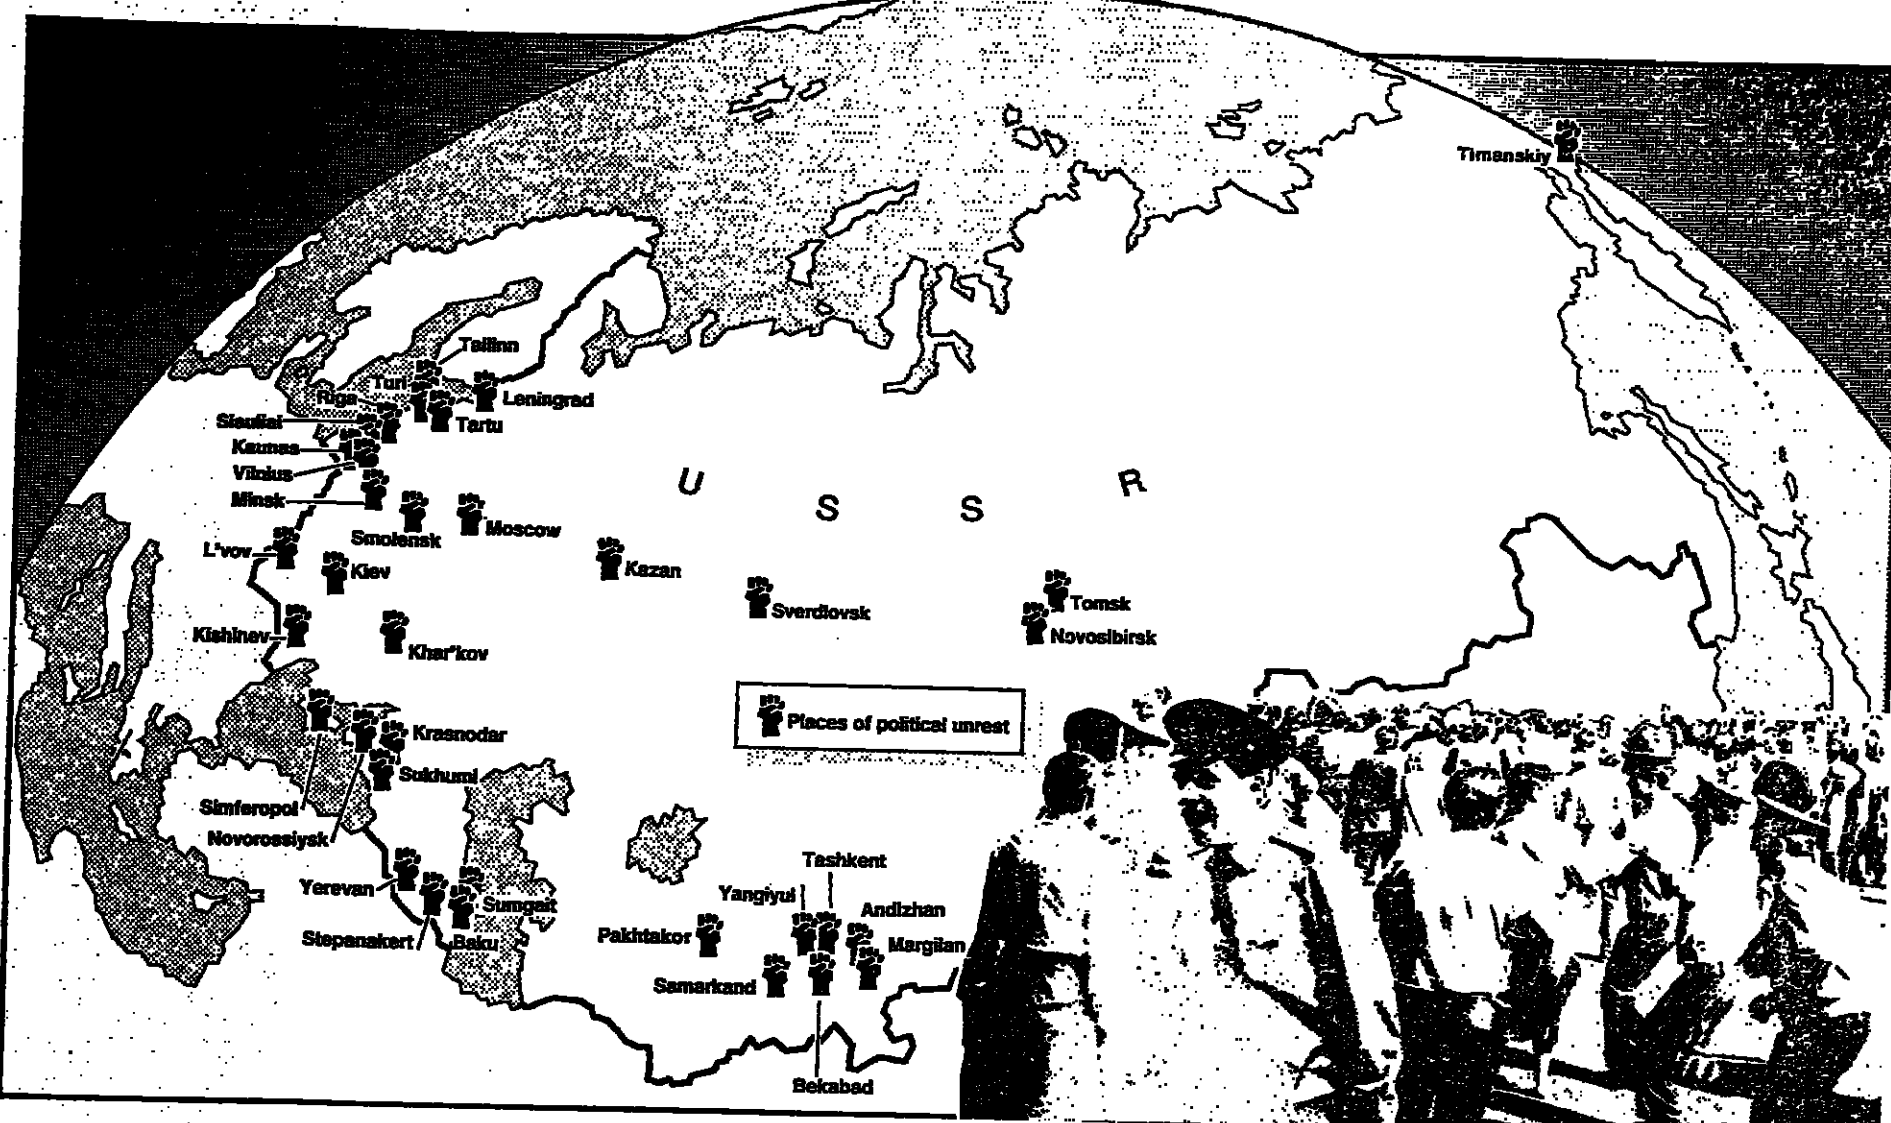 Timanskiy
Tallinn
Turi
Riga
Leningrad
Siauliai
Tartu
Kaunas
Vilnius
Minsk
U S S R
Smolensk
Moscow
L'vov
Kiev
Kazan
Sverdlovsk
Tomsk
Novosibirsk
Kishinev
Khar'kov
Places of political unrest
Krasnodar
Sukhumi
Simferopol
Novorossiysk
Tashkent
Yerevan
Yangiyul
Sumgait
Andizhan
Stepanakert
Baku
Pakhtakor
Margilan
Samarkand
Bekabad